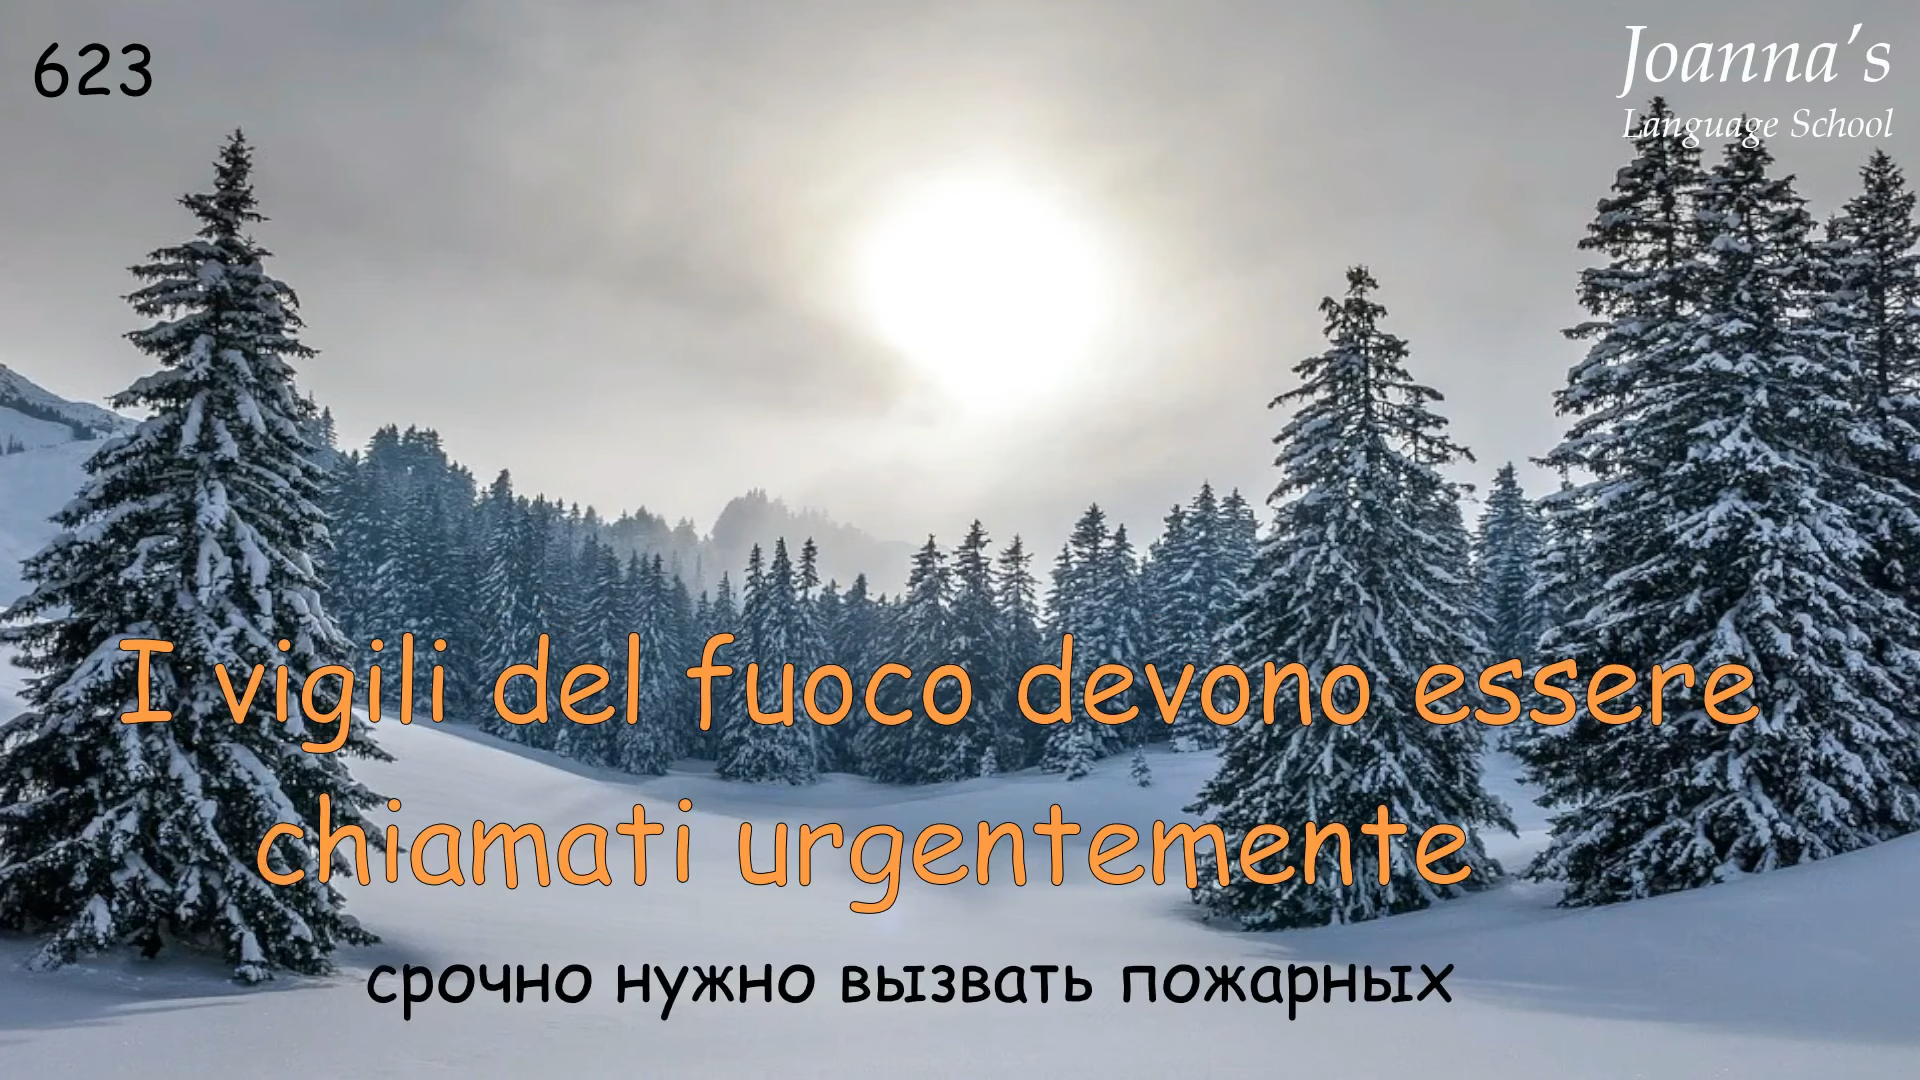 623
Joanna's
Language School
I vigili del fuoco devono essere
chiamati urgentemente
срочно нужно вызвать пожарных